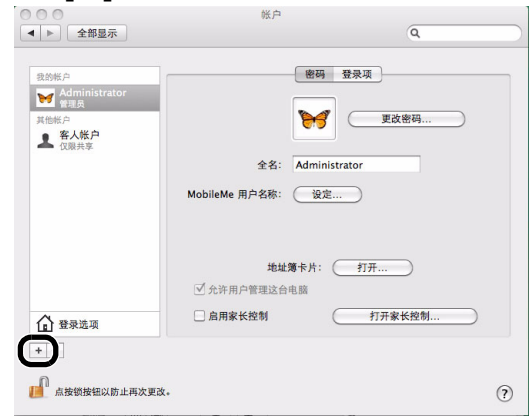 帐户
全部显示
密码 登录项
我的帐户
Administrator
管理员
其他帐户
客人帐户
仅限共享
更改密码...
全名: Administrator
MobileMe 用户名称: 设定...
地址簿卡片: 打开...
允许用户管理这台电脑
启用家长控制 打开家长控制...
登录选项
+
点按锁按钮以防止再次更改。
?